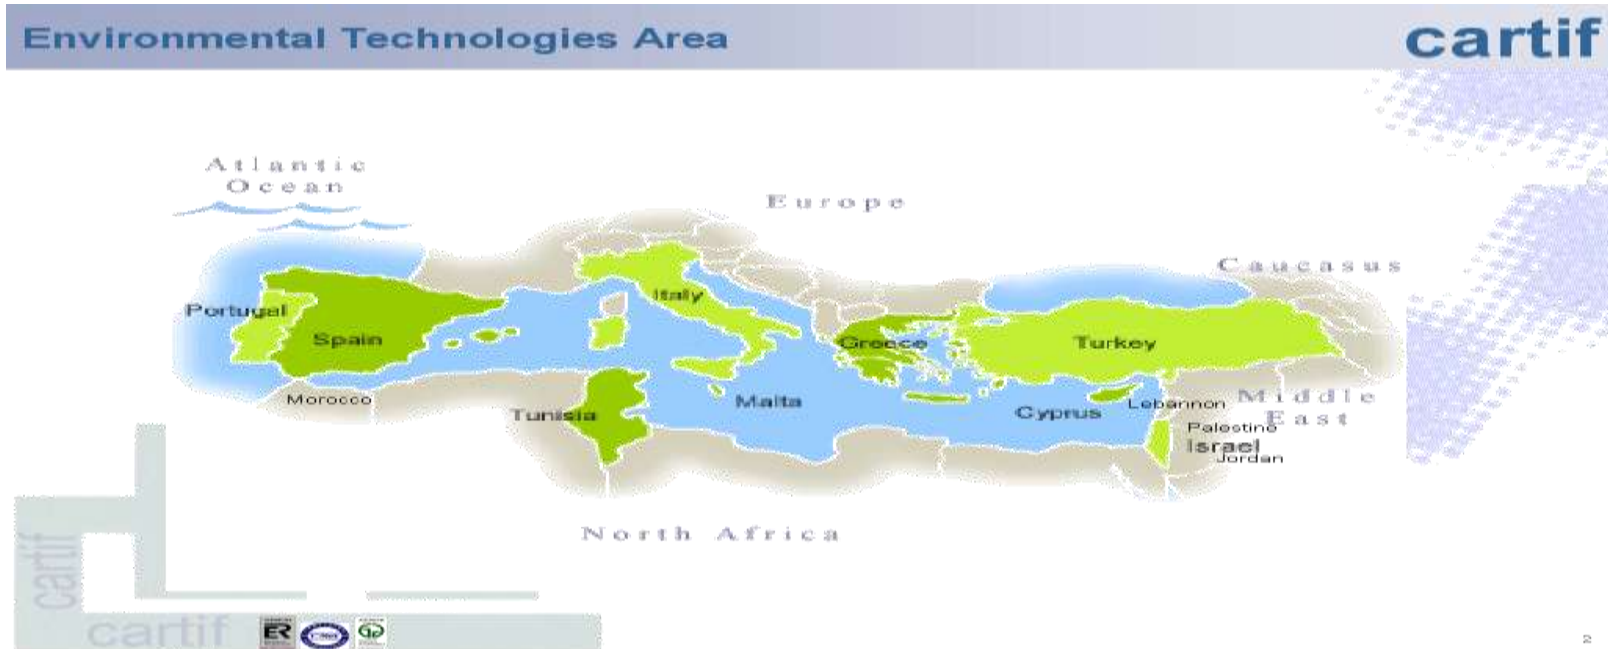 Environmental Technologies Area
cartif
Atlantic
Ocean
Europe
Caucasus
Portugal
Italy
Spain
Greece
Turkey
Morocco
Tunisia
Malta
Cyprus
Lebannon
Middle
East
Palestine
Israel
Jordan
North Africa
cartif
cartif
ER
2